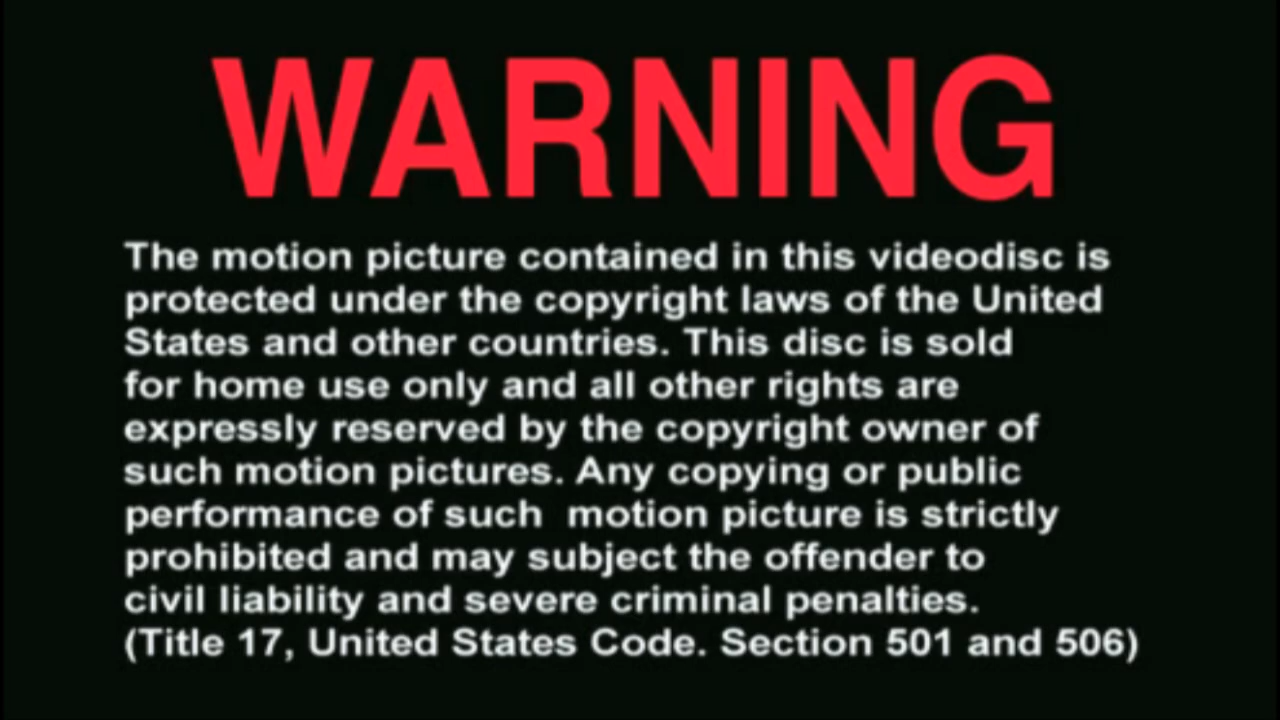 WARNING
The motion picture contained in this videodisc is
protected under the copyright laws of the United
States and other countries. This disc is sold
for home use only and all other rights are
expressly reserved by the copyright owner of
such motion pictures. Any copying or public
performance of such  motion picture is strictly
prohibited and may subject the offender to
civil liability and severe criminal penalties.
(Title 17, United States Code. Section 501 and 506)